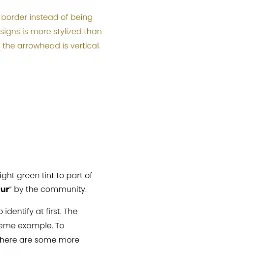 border instead of being
signs is more stylized than
the arrowhead is vertical.
ight green tint to part of
ur" by the community.
identify at first. The
eme example. To
here are some more